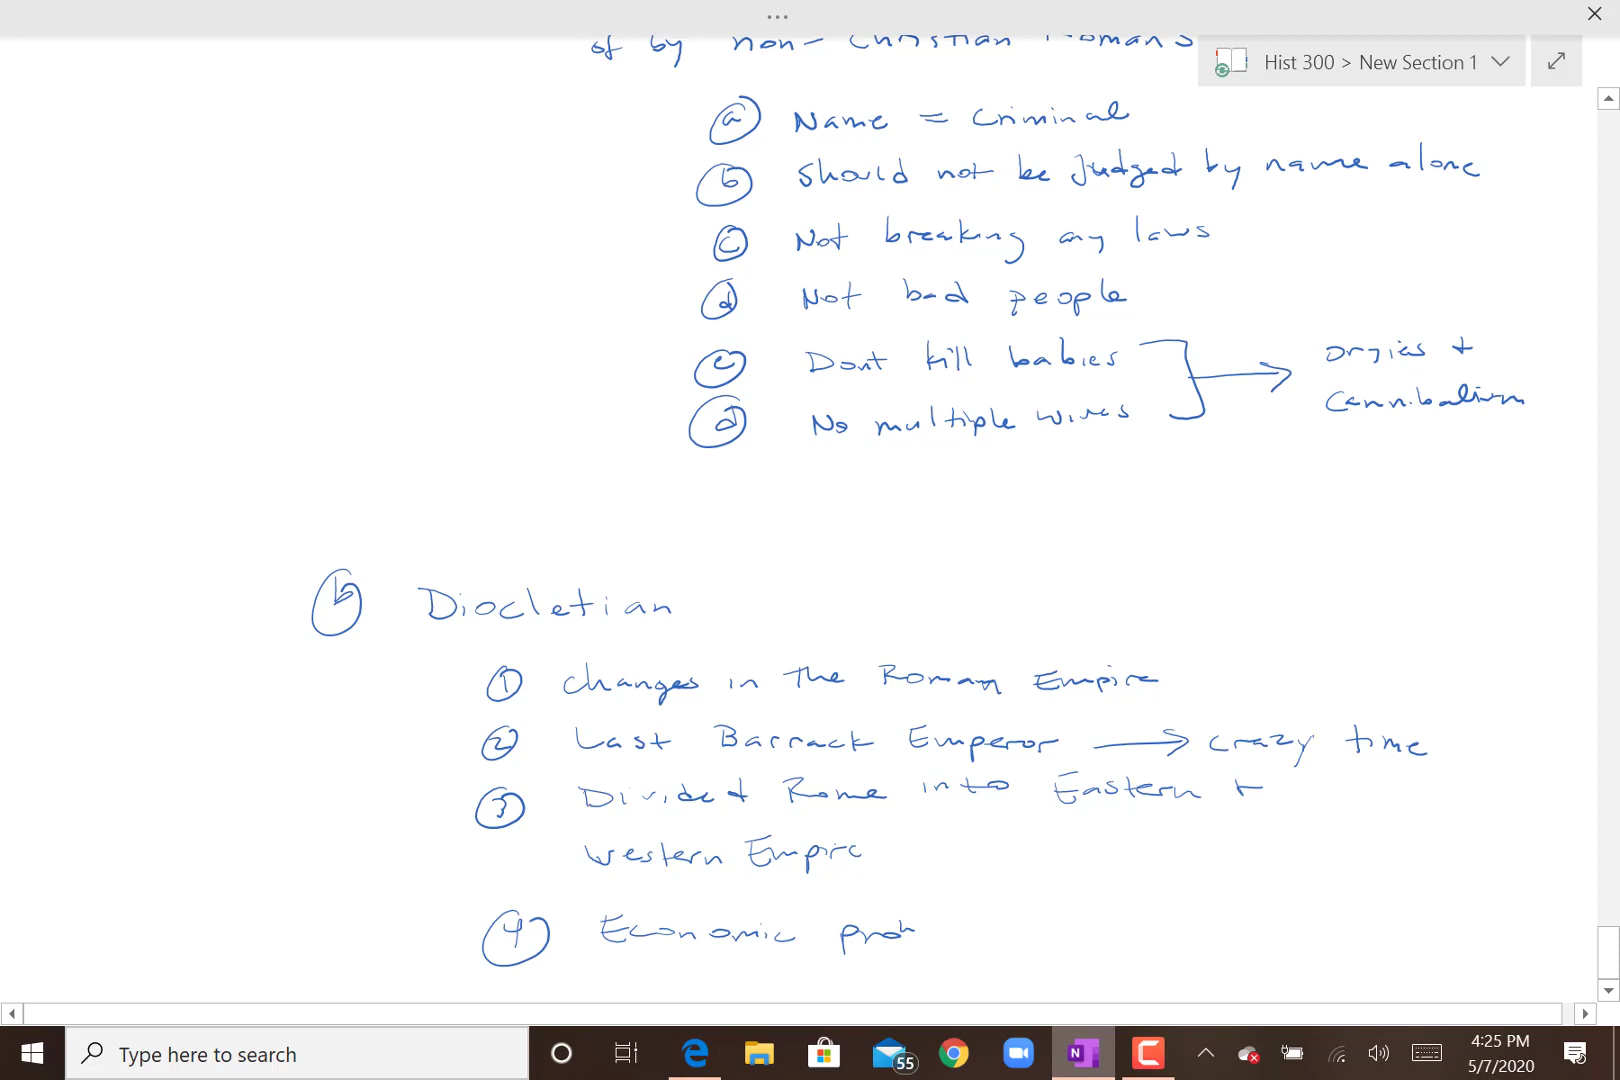 of by non-Christian Romans
Hist 300 > New Section 1
a Name = Criminal
b Should not be Judged by name alone
c Not breaking any laws
d Not bad people
e Dont kill babies
orgies +
Cannibalism
d No multiple wives
b Diocletian
1 Changes in the Roman Empire
2 Last Barrack Emperor → crazy time
3 Divided Rome into Eastern +
Western Empire
4 Economic
Type here to search
55
N
4:25 PM
5/7/2020